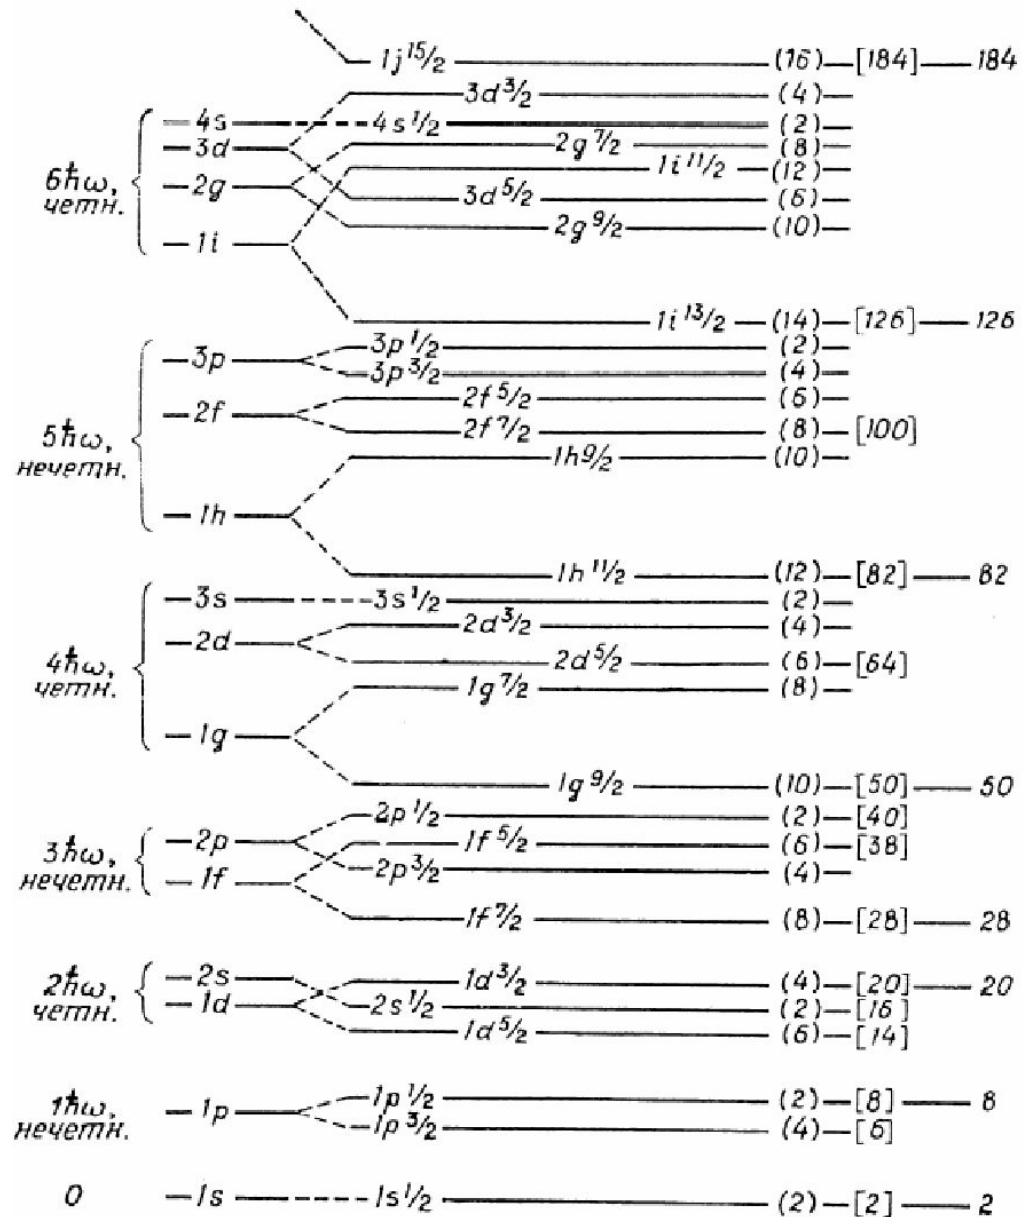 1j 15/2 (16) [184] 184
3d 3/2 (4)
4s 4s 1/2 (2)
3d 2g 7/2 (8)
1i 11/2 (12)
6ħω, четн. 2g 3d 5/2 (6)
2g 9/2 (10)
1i
1i 13/2 (14) [126] 126
3p 3p 1/2 (2)
3p 3/2 (4)
2f 5/2 (6)
2f 2f 7/2 (8) [100]
5ħω, нечетн. 1h 9/2 (10)
1h
1h 11/2 (12) [82] 82
3s 3s 1/2 (2)
2d 2d 3/2 (4)
4ħω, четн. 2d 5/2 (6) [64]
1g 7/2 (8)
1g
1g 9/2 (10) [50] 50
2p 1/2 (2) [40]
2p 1f 5/2 (6) [38]
3ħω, нечетн. 1f 2p 3/2 (4)
1f 7/2 (8) [28] 28
2s 1d 3/2 (4) [20] 20
2ħω, четн. 1d 2s 1/2 (2) [16]
1d 5/2 (6) [14]
1ħω, нечетн. 1p 1p 1/2 (2) [8] 8
1p 3/2 (4) [6]
0 1s 1s 1/2 (2) [2] 2